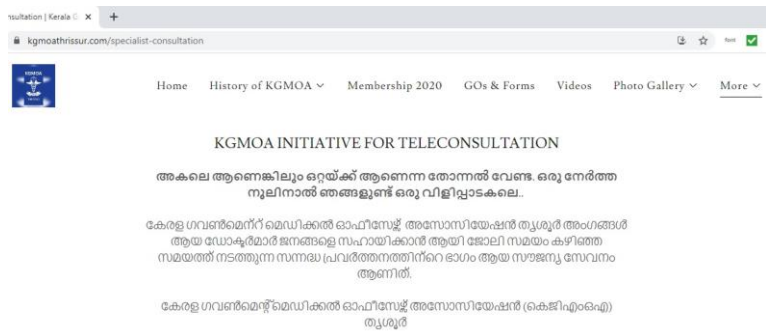 nsultation | Kerala G
kgmoathrissur.com/specialist-consultation
Home History of KGMOA Membership 2020 GOs & Forms Videos Photo Gallery More
KGMOA INITIATIVE FOR TELECONSULTATION
അകലെ ആണെങ്കിലും ഒറ്റയ്ക്ക് ആണെന്ന തോന്നൽ വേണ്ട. ഒരു നേർത്ത
നൂലിനാൽ ഞങ്ങളുണ്ട് ഒരു വിളിപ്പാടകലെ..
കേരള ഗവൺമെന്റ് മെഡിക്കൽ ഓഫീസേഴ്സ് അസോസിയേഷൻ തൃശൂർ അംഗങ്ങൾ
ആയ ഡോക്ടർമാർ ജനങ്ങളെ സഹായിക്കാൻ ആയി ജോലി സമയം കഴിഞ്ഞ
സമയത്ത് നടത്തുന്ന സന്നദ്ധ പ്രവർത്തനത്തിന്റെ ഭാഗം ആയ സൗജന്യ സേവനം
ആണിത്.
കേരള ഗവൺമെന്റ് മെഡിക്കൽ ഓഫീസേഴ്സ് അസോസിയേഷൻ (കെജിഎംഒഎ)
തൃശൂർ